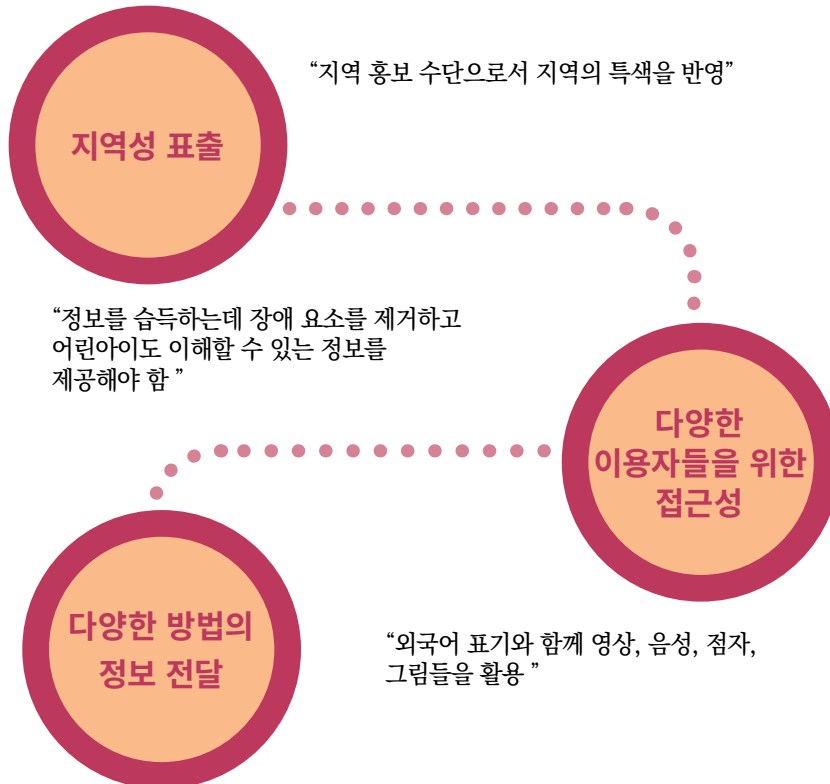 지역성 표출
“지역 홍보 수단으로서 지역의 특색을 반영”
“정보를 습득하는데 장애 요소를 제거하고
어린아이도 이해할 수 있는 정보를
제공해야 함 ”
다양한
이용자들을 위한
접근성
다양한 방법의
정보 전달
“외국어 표기와 함께 영상, 음성, 점자,
그림들을 활용 ”